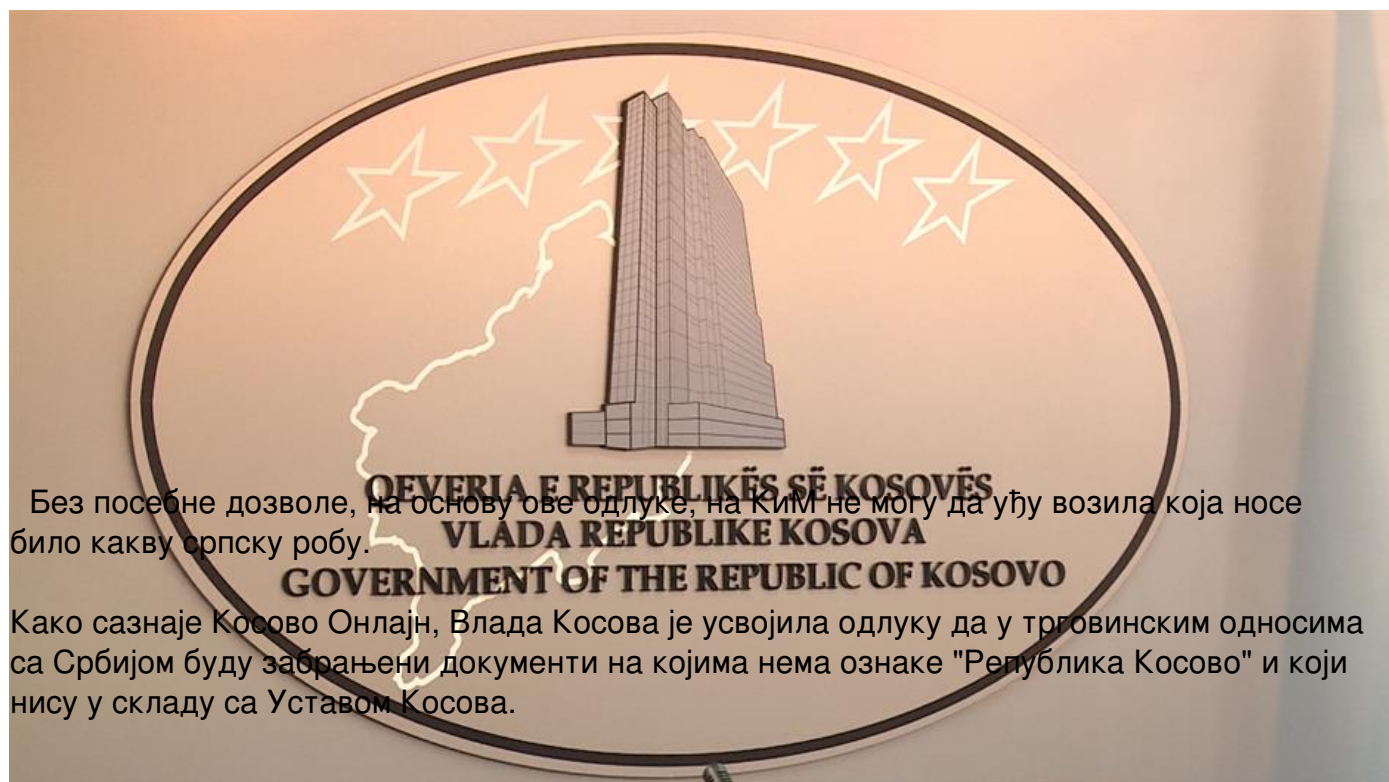 QEVERIA E REPUBLIKËS SË KOSOVËS
Без посебне дозволе, на основу ове одлуке, на КиМ не могу да уђу возила која носе
VLADA REPUBLIKE KOSOVA
било какву српску робу.
GOVERNMENT OF THE REPUBLIC OF KOSOVO
Како сазнаје Косово Онлајн, Влада Косова је усвојила одлуку да у трговинским односима
са Србијом буду забрањени документи на којима нема ознаке "Република Косово" и који
нису у складу са Уставом Косова.